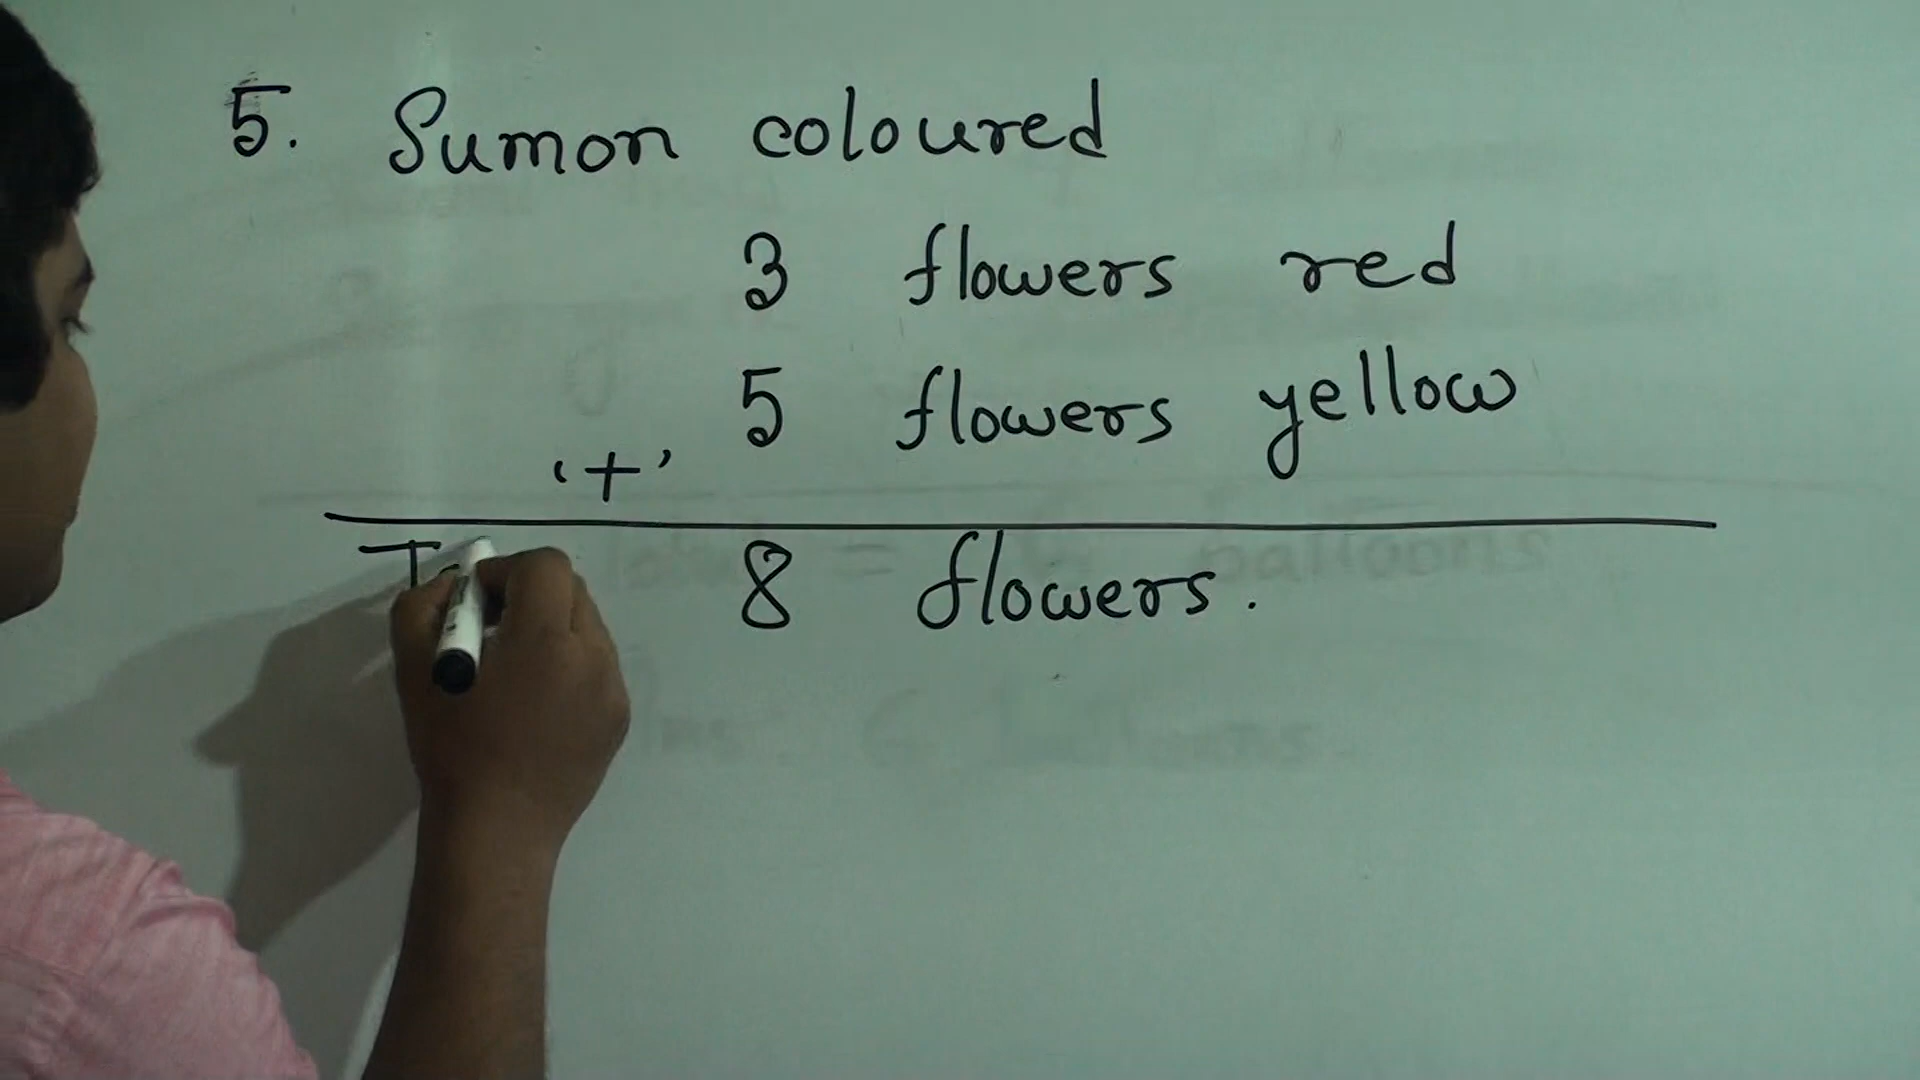 5. Sumon coloured
3 flowers red
5 flowers yellow
'+'
8 flowers.